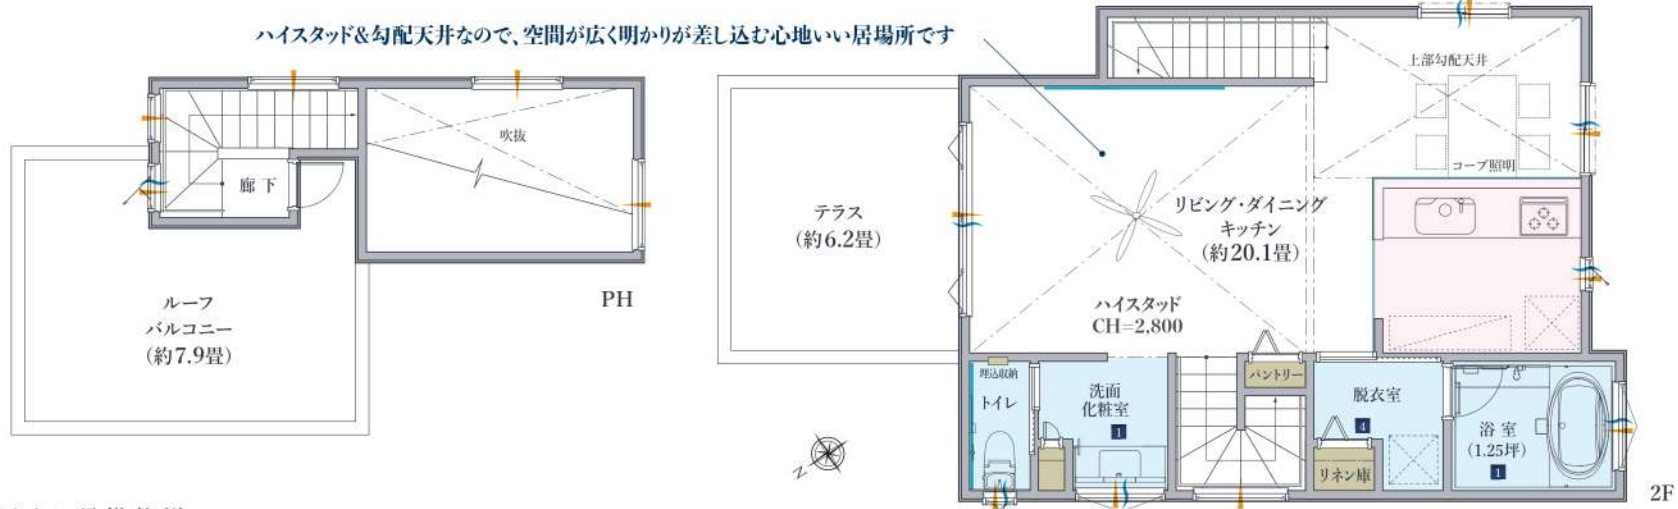 ハイスタッド&勾配天井なので、空間が広く明かりが差し込む心地いい居場所です
吹抜
廊下
ルーフ
バルコニー
(約7.9畳)
PH
テラス
(約6.2畳)
上部勾配天井
コーブ照明
リビング・ダイニング
キッチン
(約20.1畳)
ハイスタッド
CH=2,800
埋込収納
トイレ
洗面
化粧室
1
パントリー
脱衣室
4
リネン庫
浴室
(1.25坪)
1
N
2F